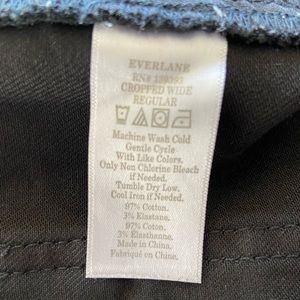 EVERLANE
RN# 139393
CROPPED WIDE
REGULAR
Machine Wash Cold
Gentle Cycle
With Like Colors.
Only Non Chlorine Bleach
if Needed.
Tumble Dry Low.
Cool Iron if Needed.
97% Cotton.
3% Elastane.
97% Coton.
3% Elasthanne.
Made in China.
Fabriqué en Chine.